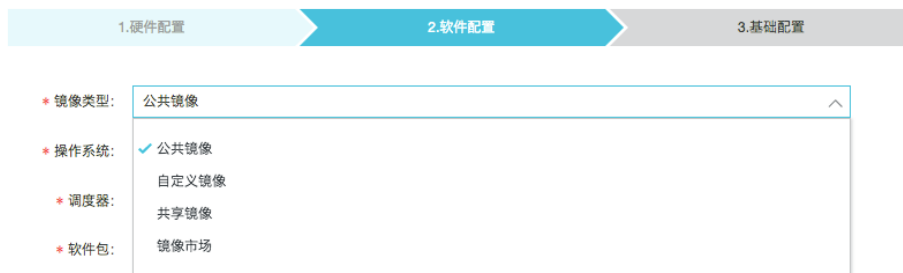 1.硬件配置 2.软件配置 3.基础配置
* 镜像类型: 公共镜像
* 操作系统: 公共镜像
自定义镜像
* 调度器:
共享镜像
* 软件包: 镜像市场